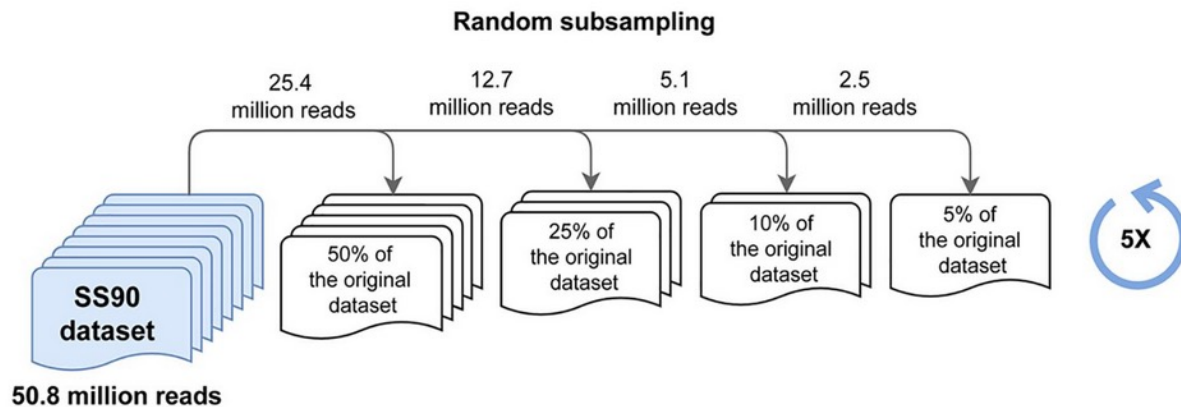 Random subsampling
25.4
million reads
12.7
million reads
5.1
million reads
2.5
million reads
SS90
dataset
50.8 million reads
50% of
the original
dataset
25% of
the original
dataset
10% of
the original
dataset
5% of
the original
dataset
5X